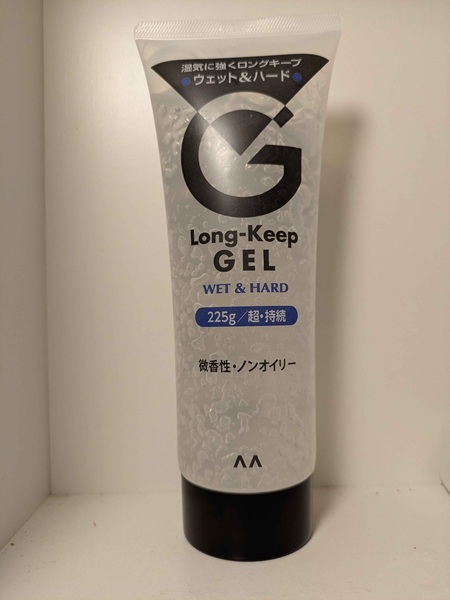 湿気に強くロングキープ
ウェット&ハード
G
Long-Keep
GEL
WET & HARD
225g/超・持続
微香性・ノンオイリー